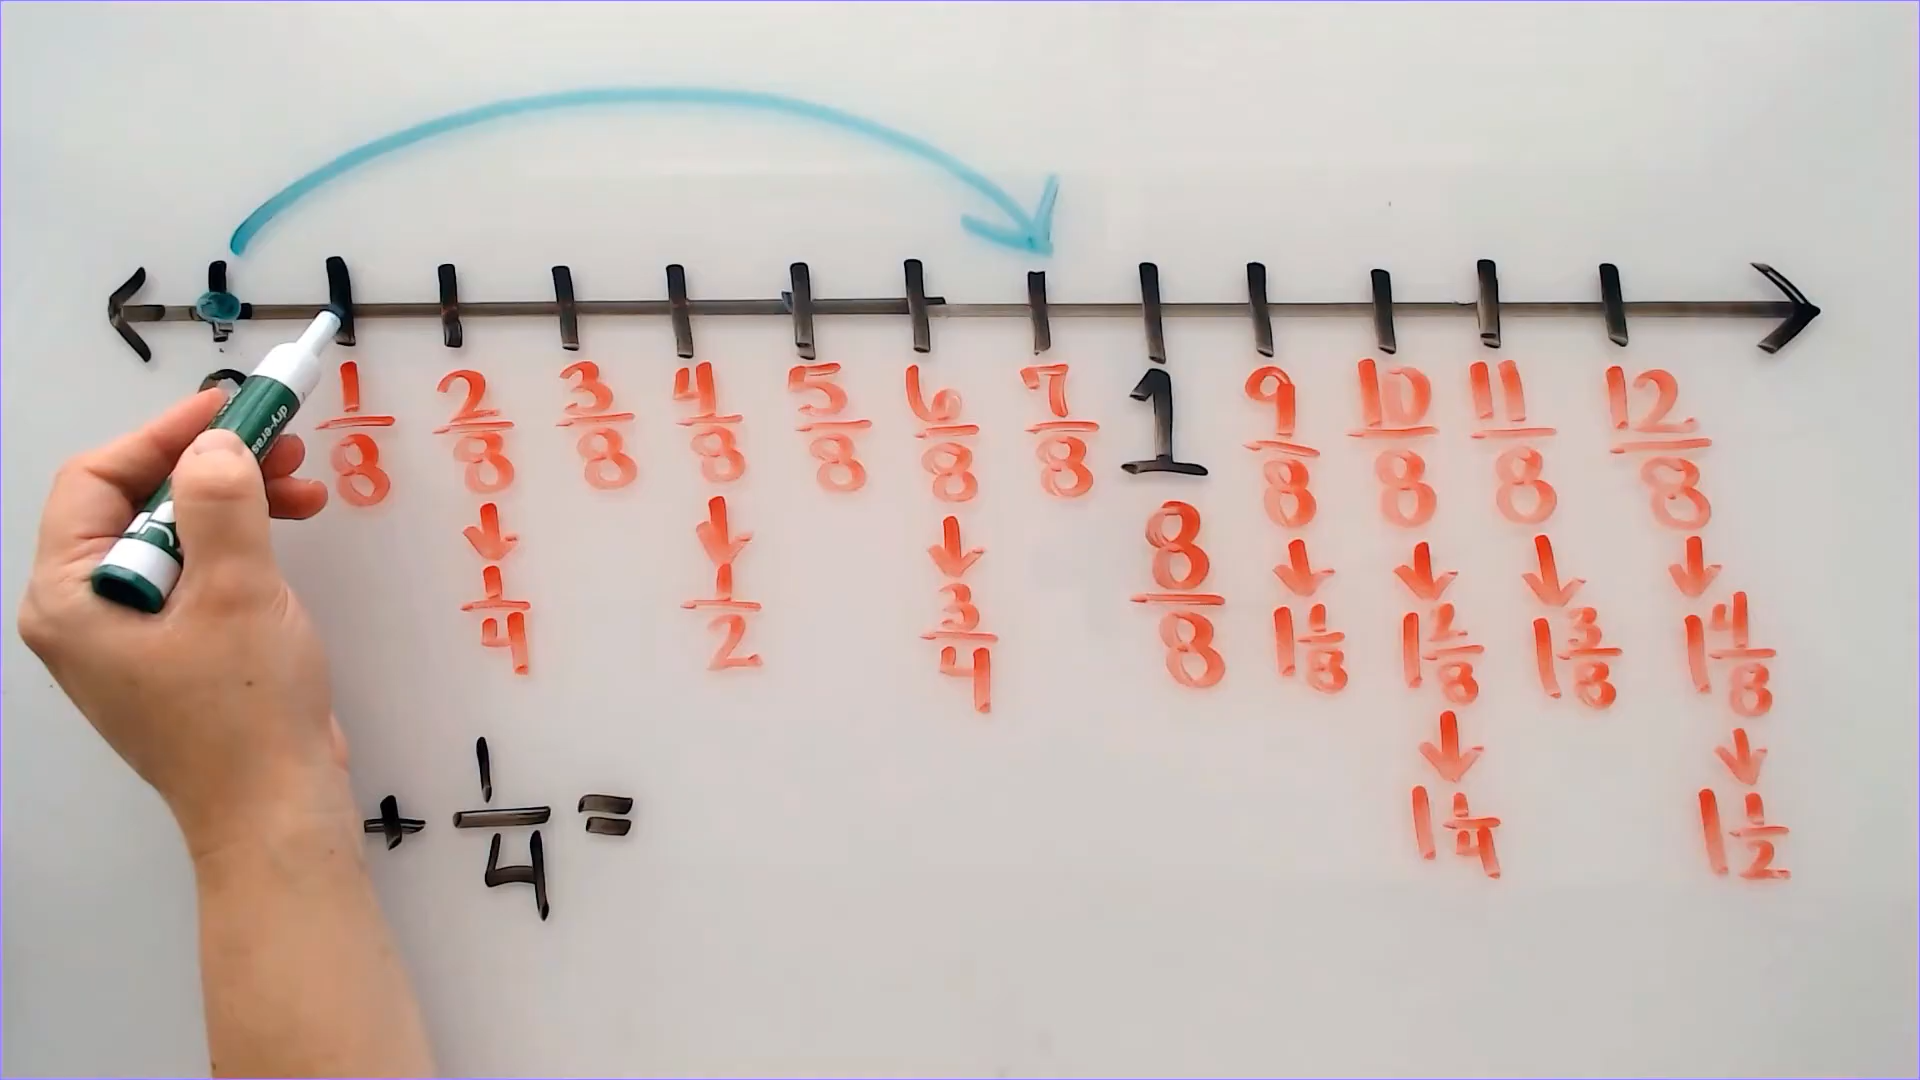 1/8 2/8 3/8 4/8 5/8 6/8 7/8 1 9/8 10/8 11/8 12/8
↓ ↓ ↓ 8/8 ↓ ↓ ↓ ↓
1/4 1/2 3/4 1 1/8 1 2/8 1 3/8 1 4/8
↓ ↓
1 1/4 1 1/2
+ 1/4 =
dry-eras